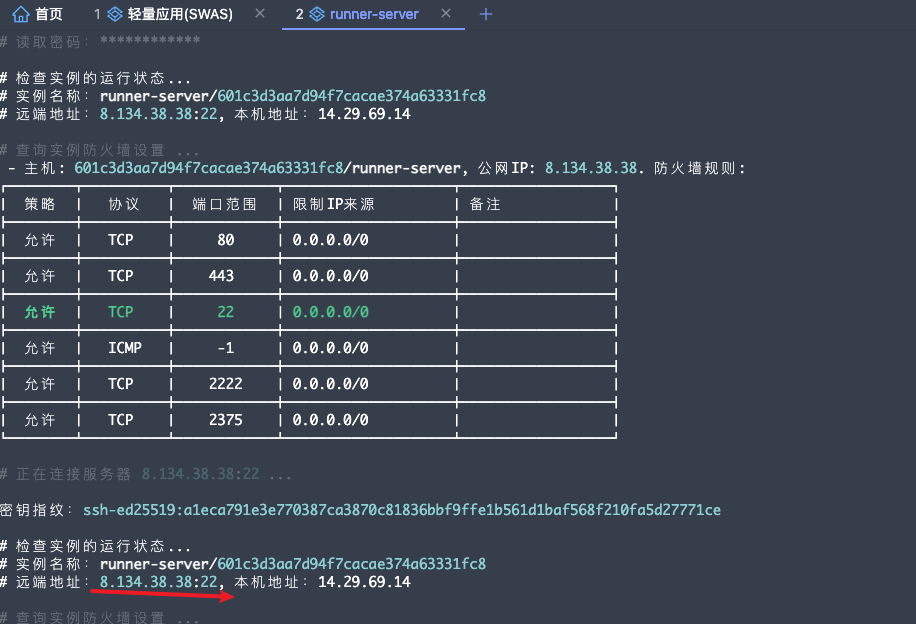 首页 1 轻量应用(SWAS) × 2 runner-server × +
# 读取密码: ************
# 检查实例的运行状态...
# 实例名称: runner-server/601c3d3aa7d94f7cacae374a63331fc8
# 远端地址: 8.134.38.38:22, 本机地址: 14.29.69.14
# 查询实例防火墙设置 ...
- 主机: 601c3d3aa7d94f7cacae374a63331fc8/runner-server, 公网IP: 8.134.38.38. 防火墙规则:
策略 协议 端口范围 限制IP来源 备注
允许 TCP 80 0.0.0.0/0
允许 TCP 443 0.0.0.0/0
允许 TCP 22 0.0.0.0/0
允许 ICMP -1 0.0.0.0/0
允许 TCP 2222 0.0.0.0/0
允许 TCP 2375 0.0.0.0/0
# 正在连接服务器 8.134.38.38:22 ...
密钥指纹: ssh-ed25519:a1eca791e3e770387ca3870c81836bbf9ffe1b561d1baf568f210fa5d27771ce
# 检查实例的运行状态...
# 实例名称: runner-server/601c3d3aa7d94f7cacae374a63331fc8
# 远端地址: 8.134.38.38:22, 本机地址: 14.29.69.14
# 查询实例防火墙设置 ...